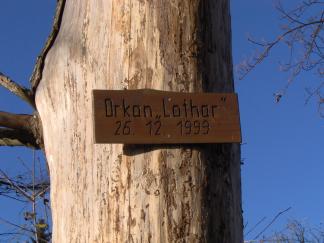 Orkan „Lothar"
26. 12. 1999